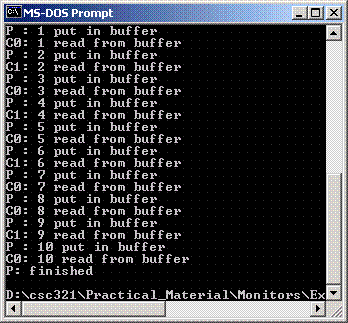 MS-DOS Prompt
P : 1 put in buffer
C0: 1 read from buffer
P : 2 put in buffer
C1: 2 read from buffer
P : 3 put in buffer
C0: 3 read from buffer
P : 4 put in buffer
C1: 4 read from buffer
P : 5 put in buffer
C0: 5 read from buffer
P : 6 put in buffer
C1: 6 read from buffer
P : 7 put in buffer
C0: 7 read from buffer
P : 8 put in buffer
C0: 8 read from buffer
P : 9 put in buffer
C1: 9 read from buffer
P : 10 put in buffer
C0: 10 read from buffer
P: finished
D:\csc321\Practical_Material\Monitors\Ex